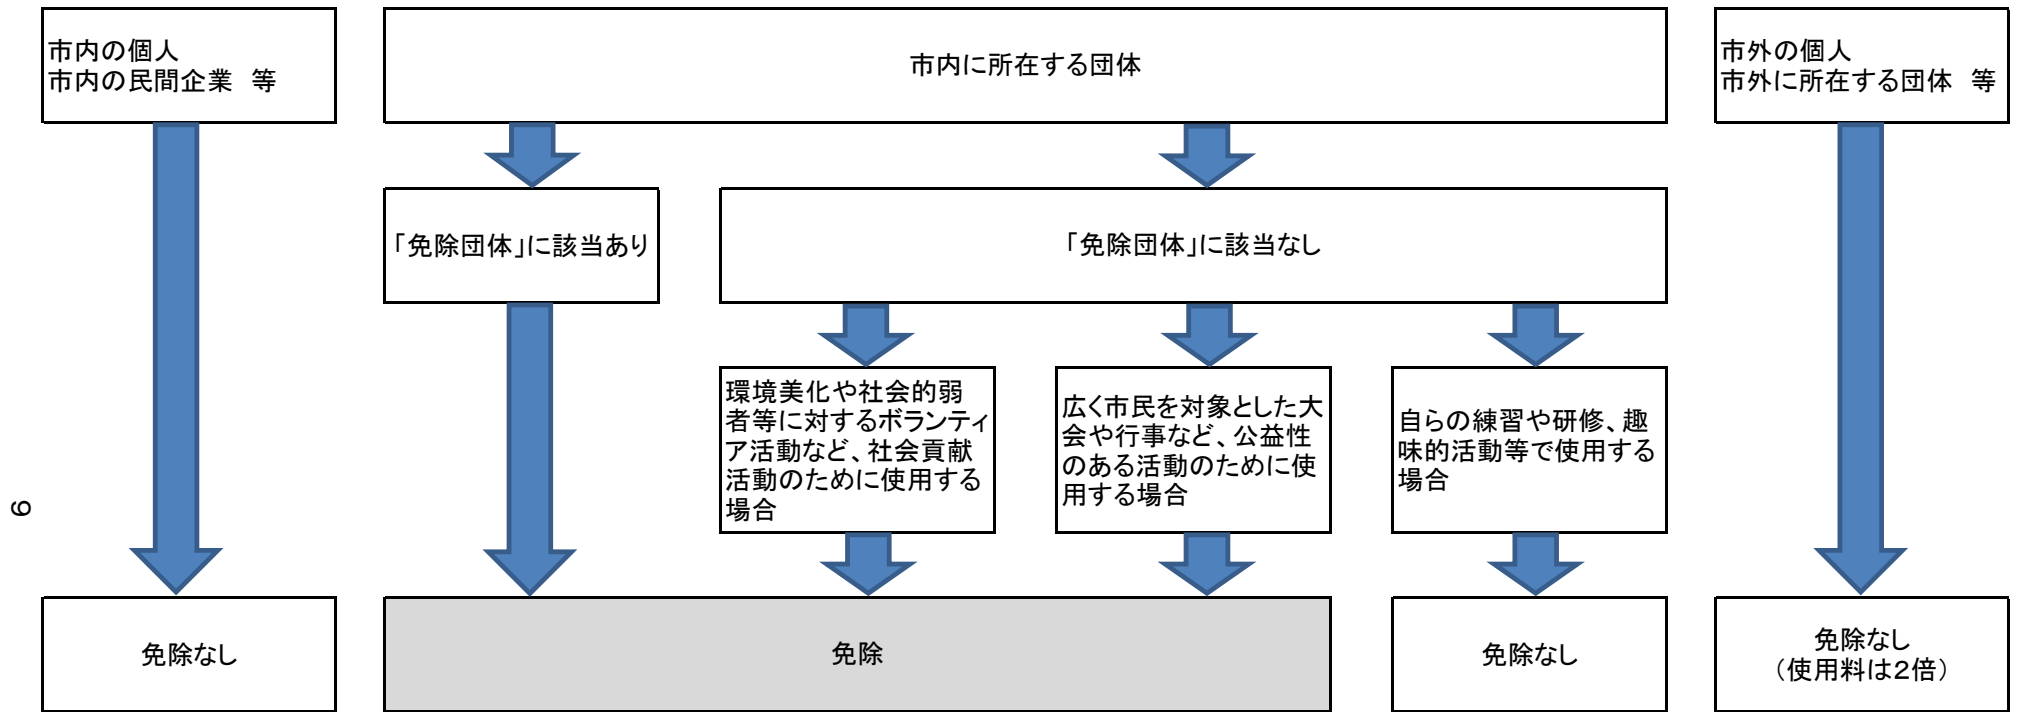 市内の個人
市内の民間企業　等
市内に所在する団体
市外の個人
市外に所在する団体　等
「免除団体」に該当あり
「免除団体」に該当なし
環境美化や社会的弱
者等に対するボランティ
ア活動など、社会貢献
活動のために使用する
場合
広く市民を対象とした大
会や行事など、公益性
のある活動のために使
用する場合
自らの練習や研修、趣
味的活動等で使用する
場合
9
免除なし
免除
免除なし
免除なし
（使用料は２倍）